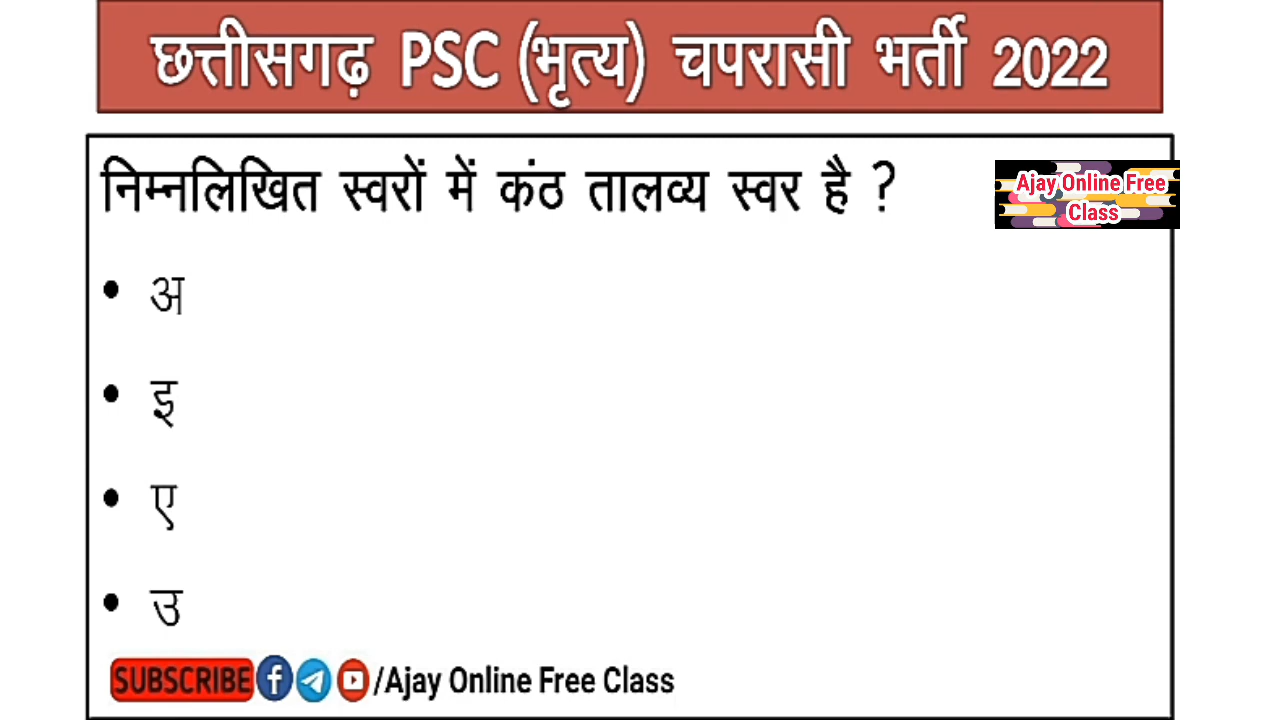 छत्तीसगढ़ PSC (भृत्य) चपरासी भर्ती 2022
निम्नलिखित स्वरों में कंठ तालव्य स्वर है ?
Ajay Online Free
Class
• अ
• इ
• ए
• उ
SUBSCRIBE /Ajay Online Free Class